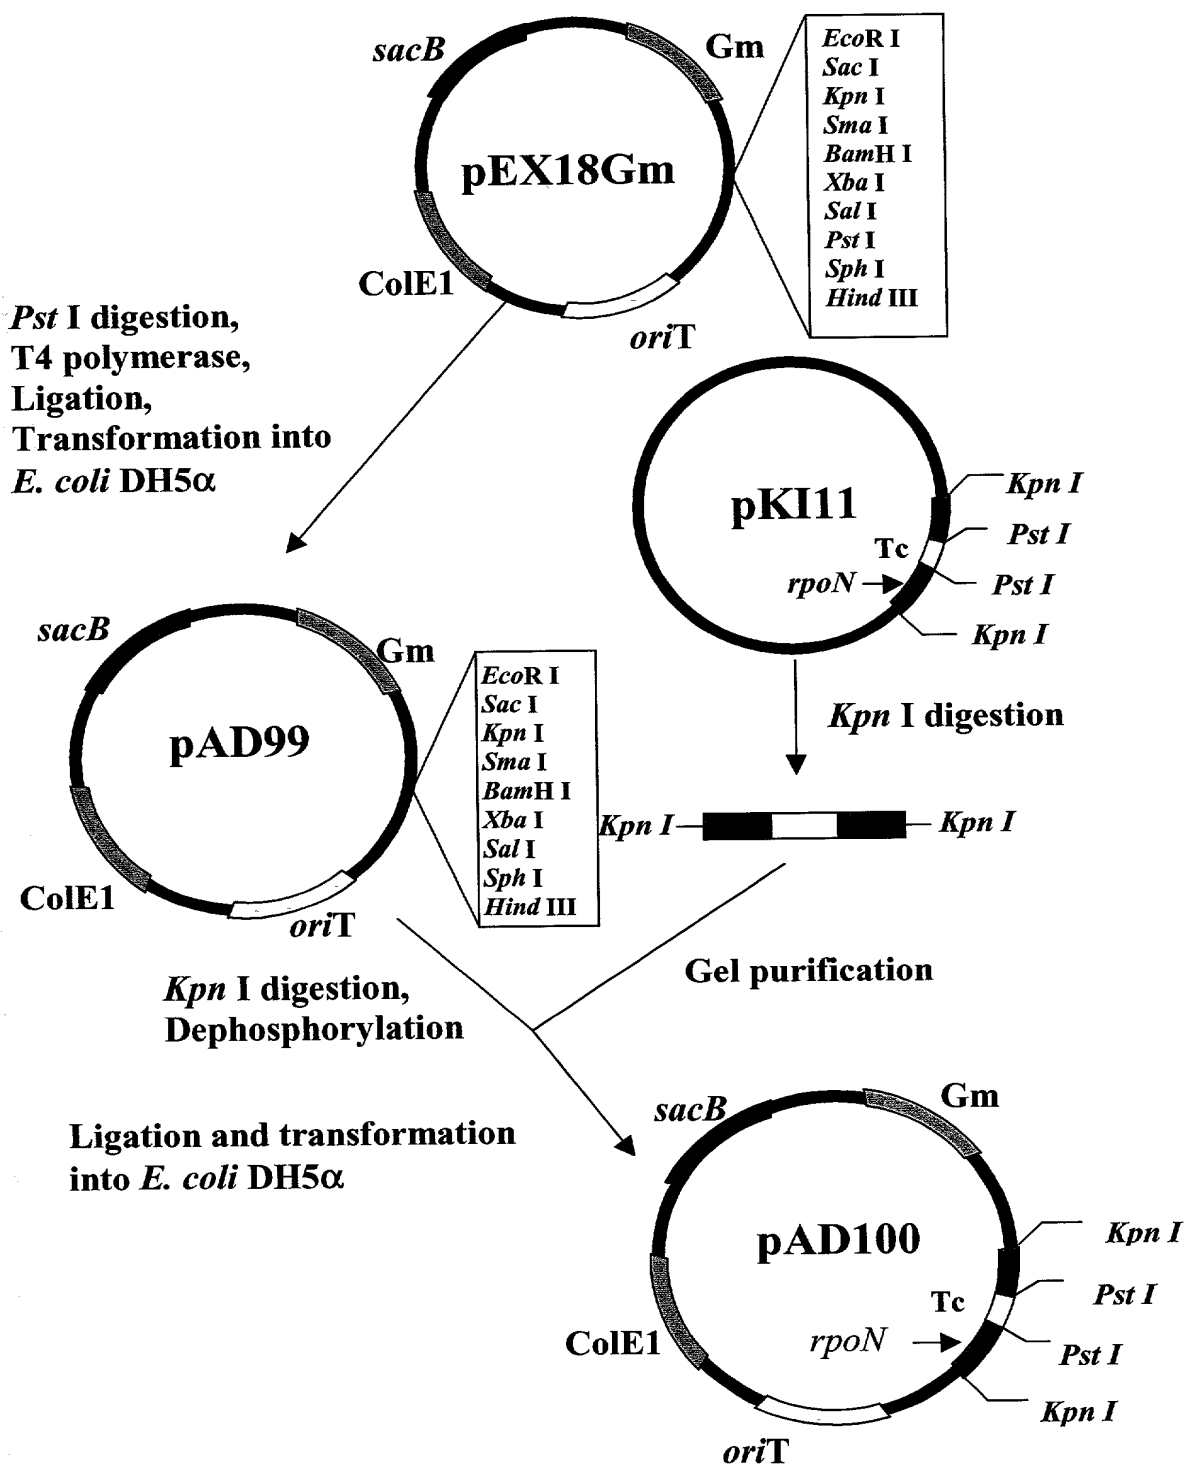 sacB
Gm
pEX18Gm
ColE1
oriT
EcoR I
Sac I
Kpn I
Sma I
BamH I
Xba I
Sal I
Pst I
Sph I
Hind III
Pst I digestion,
T4 polymerase,
Ligation,
Transformation into
E. coli DH5α
pKI11
Kpn I
Pst I
Tc
rpoN
Pst I
Kpn I
Kpn I digestion
Kpn I
Kpn I
Gel purification
sacB
Gm
pAD99
ColE1
oriT
EcoR I
Sac I
Kpn I
Sma I
BamH I
Xba I
Sal I
Sph I
Hind III
Kpn I digestion,
Dephosphorylation
Ligation and transformation
into E. coli DH5α
sacB
Gm
pAD100
Kpn I
Pst I
Tc
rpoN
Pst I
Kpn I
ColE1
oriT